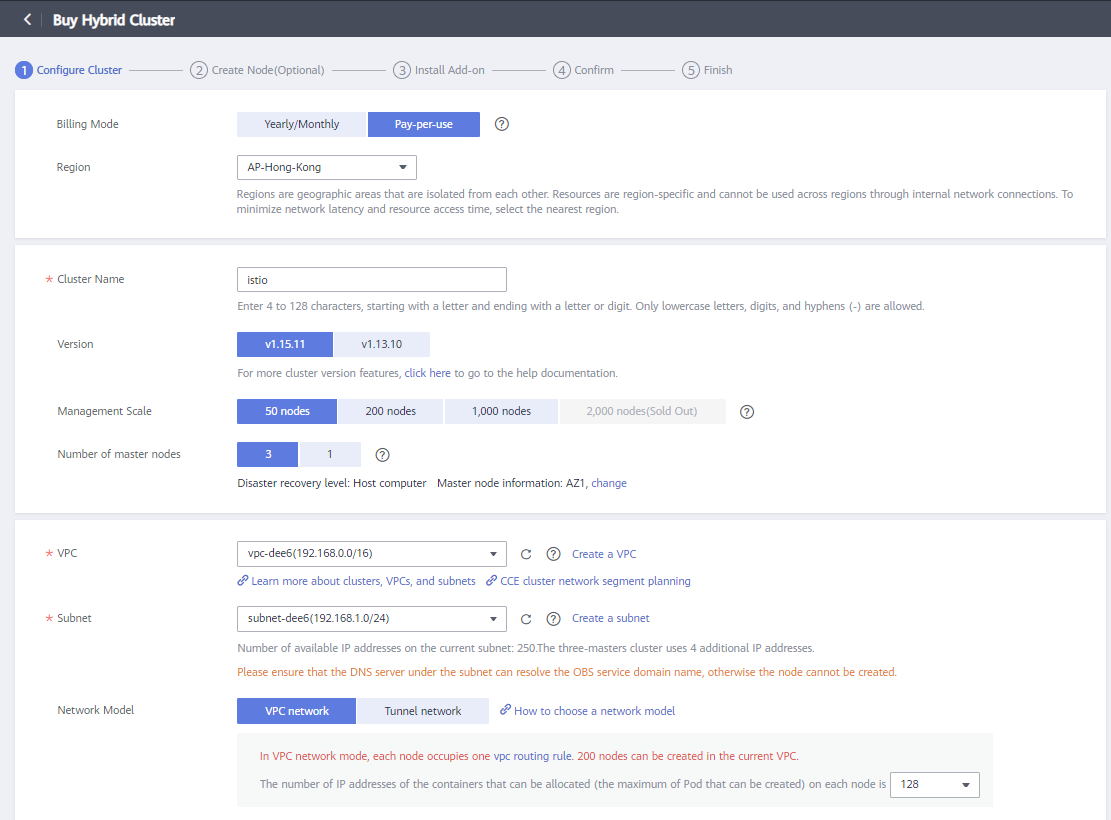 Buy Hybrid Cluster
1 Configure Cluster 2 Create Node(Optional) 3 Install Add-on 4 Confirm 5 Finish
Billing Mode Yearly/Monthly Pay-per-use ?
Region AP-Hong-Kong
Regions are geographic areas that are isolated from each other. Resources are region-specific and cannot be used across regions through internal network connections. To
minimize network latency and resource access time, select the nearest region.
* Cluster Name istio
Enter 4 to 128 characters, starting with a letter and ending with a letter or digit. Only lowercase letters, digits, and hyphens (-) are allowed.
Version v1.15.11 v1.13.10
For more cluster version features, click here to go to the help documentation.
Management Scale 50 nodes 200 nodes 1,000 nodes 2,000 nodes(Sold Out) ?
Number of master nodes 3 1 ?
Disaster recovery level: Host computer Master node information: AZ1, change
* VPC vpc-dee6(192.168.0.0/16) ? Create a VPC
Learn more about clusters, VPCs, and subnets CCE cluster network segment planning
* Subnet subnet-dee6(192.168.1.0/24) ? Create a subnet
Number of available IP addresses on the current subnet: 250.The three-masters cluster uses 4 additional IP addresses.
Please ensure that the DNS server under the subnet can resolve the OBS service domain name, otherwise the node cannot be created.
Network Model VPC network Tunnel network How to choose a network model
In VPC network mode, each node occupies one vpc routing rule. 200 nodes can be created in the current VPC.
The number of IP addresses of the containers that can be allocated (the maximum of Pod that can be created) on each node is 128